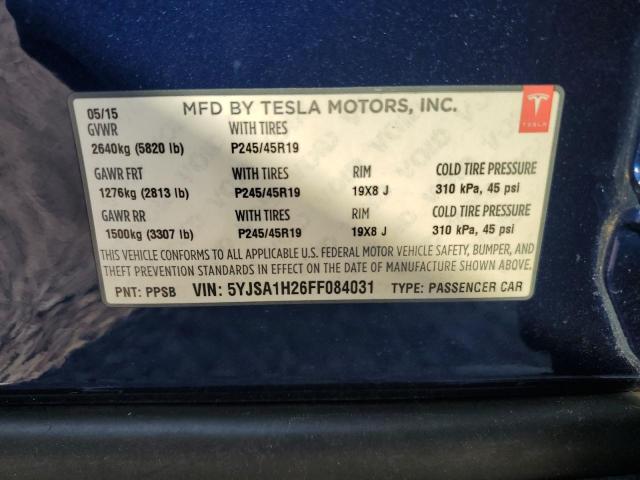 05/15 MFD BY TESLA MOTORS, INC.
GVWR WITH TIRES
2640kg (5820 lb) P245/45R19
TESLA
GAWR FRT WITH TIRES RIM COLD TIRE PRESSURE
1276kg (2813 lb) P245/45R19 19X8 J 310 kPa, 45 psi
GAWR RR WITH TIRES RIM COLD TIRE PRESSURE
1500kg (3307 lb) P245/45R19 19X8 J 310 kPa, 45 psi
THIS VEHICLE CONFORMS TO ALL APPLICABLE U.S. FEDERAL MOTOR VEHICLE SAFETY, BUMPER, AND
THEFT PREVENTION STANDARDS IN EFFECT ON THE DATE OF MANUFACTURE SHOWN ABOVE.
PNT: PPSB VIN: 5YJSA1H26FF084031 TYPE: PASSENGER CAR